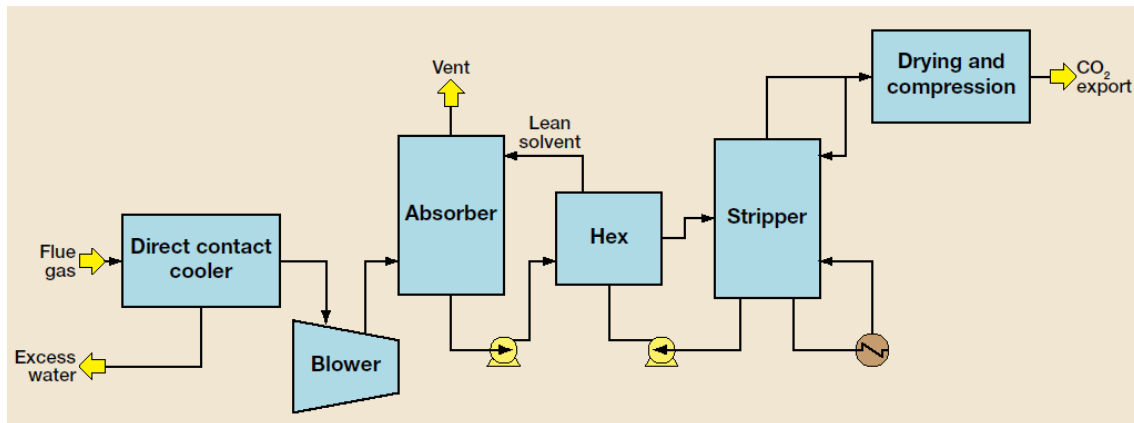 Flue
gas
Direct contact
cooler
Excess
water
Blower
Vent
Absorber
Lean
solvent
Hex
Stripper
Drying and
compression
CO₂
export